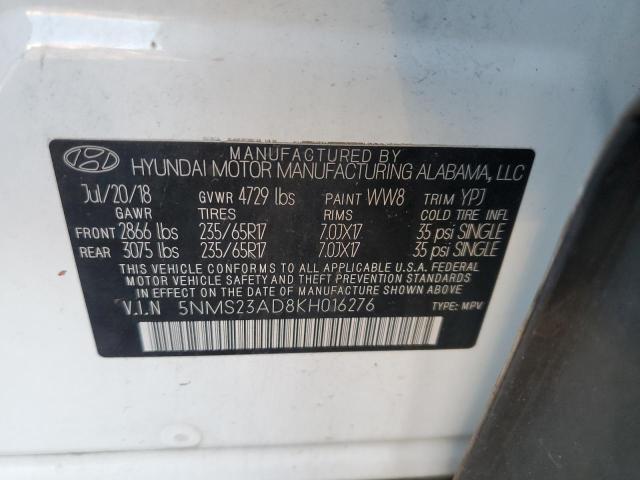 MANUFACTURED BY
HYUNDAI MOTOR MANUFACTURING ALABAMA, LLC
Jul/20/18 GVWR 4729 lbs PAINT WW8 TRIM YPJ
GAWR TIRES RIMS COLD TIRE INFL
FRONT 2866 lbs 235/65R17 7.0JX17 35 psi SINGLE
REAR 3075 lbs 235/65R17 7.0JX17 35 psi SINGLE
THIS VEHICLE CONFORMS TO ALL APPLICABLE U.S.A. FEDERAL
MOTOR VEHICLE SAFETY AND THEFT PREVENTION STANDARDS
IN EFFECT ON THE DATE OF MANUFACTURE SHOWN ABOVE.
V.I.N 5NMS23AD8KH016276 TYPE: MPV